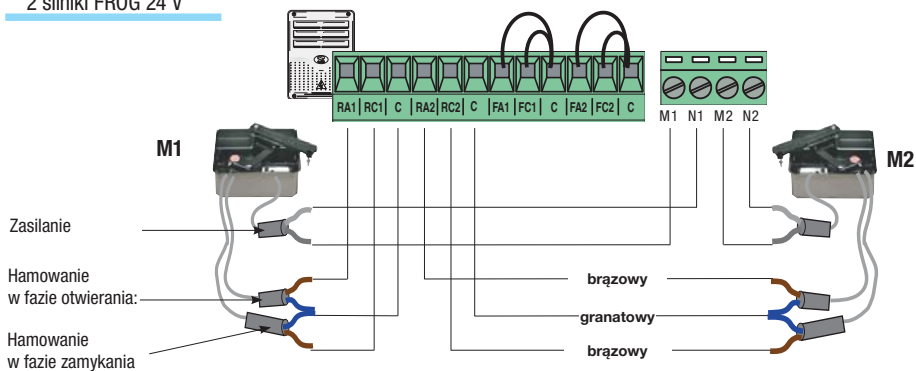 2 silniki FROG 24 V
RA1 RC1 C RA2 RC2 C FA1 FC1 C FA2 FC2 C
M1 N1 M2 N2
M1
M2
Zasilanie
Hamowanie
w fazie otwierania:
Hamowanie
w fazie zamykania
brązowy
granatowy
brązowy